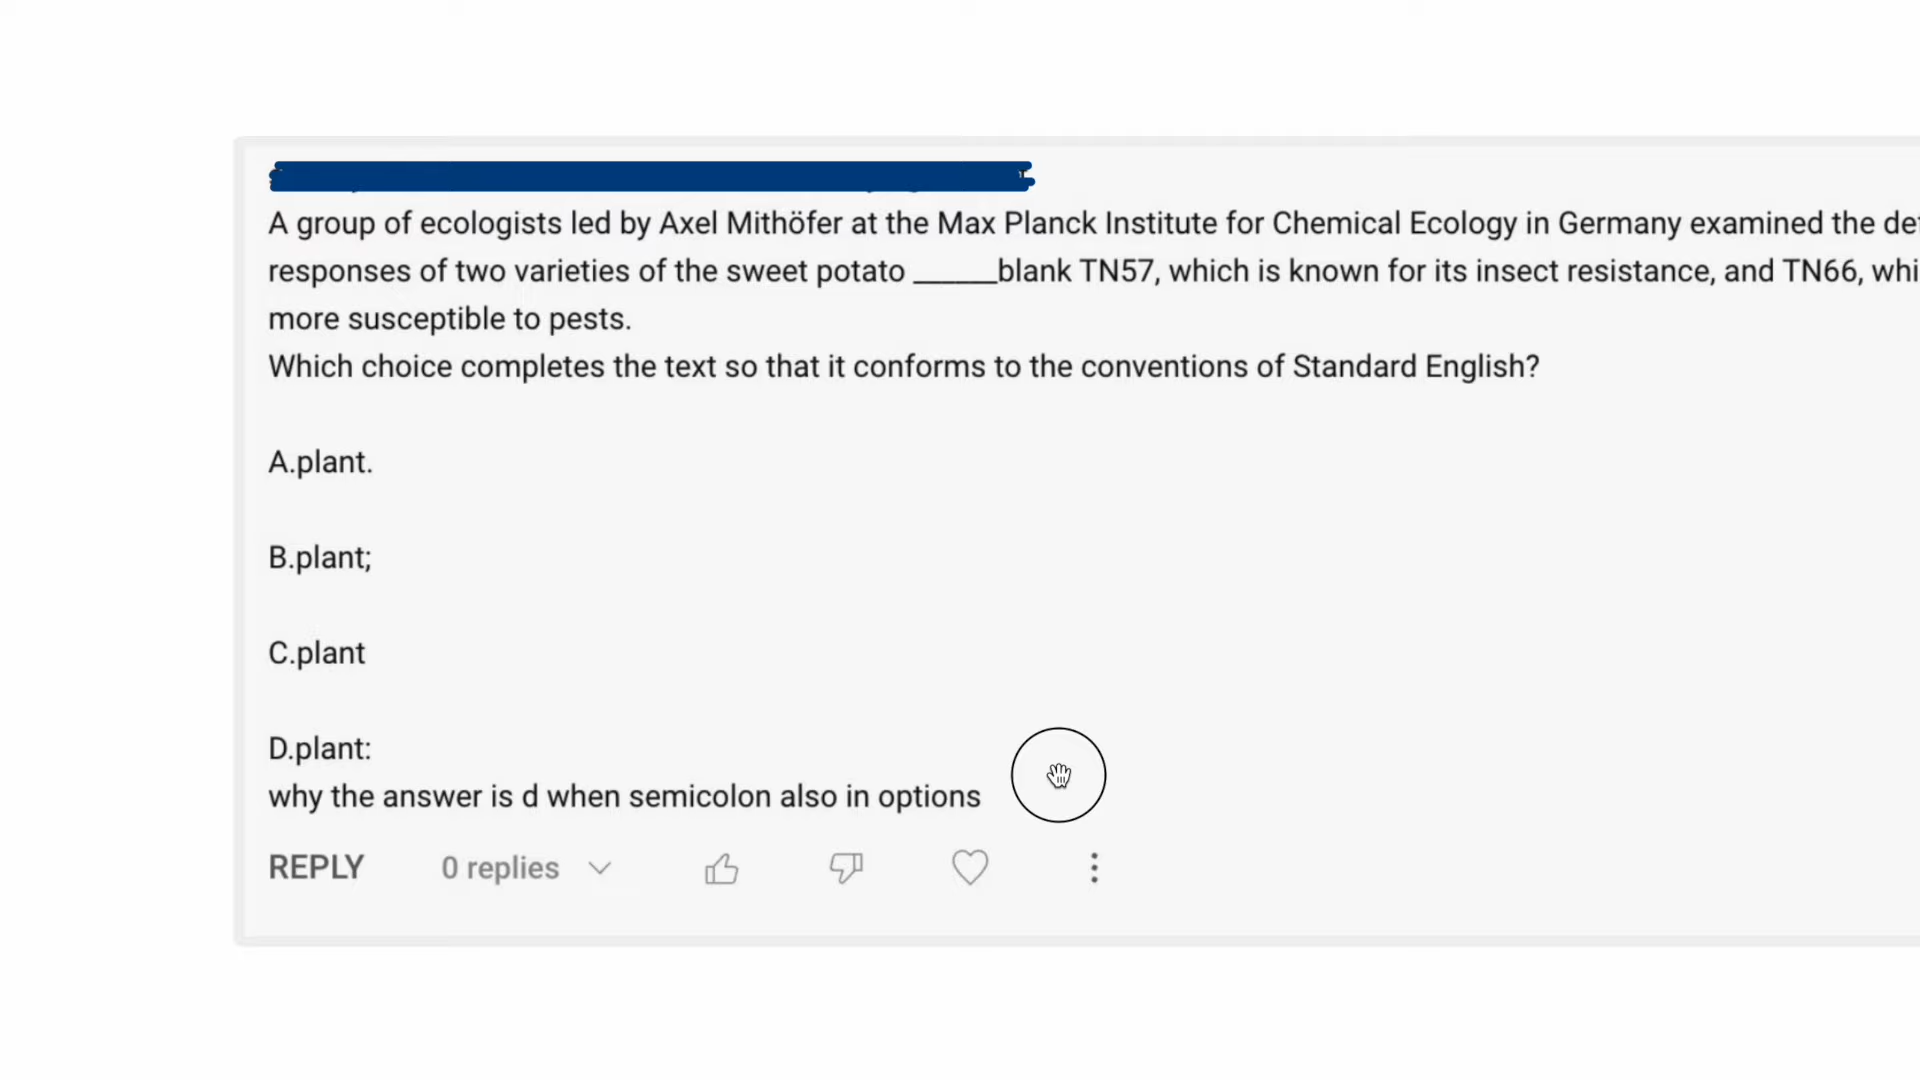 A group of ecologists led by Axel Mithöfer at the Max Planck Institute for Chemical Ecology in Germany examined the
responses of two varieties of the sweet potato ______blank TN57, which is known for its insect resistance, and TN66,
more susceptible to pests.
Which choice completes the text so that it conforms to the conventions of Standard English?
A.plant.
B.plant;
C.plant
D.plant:
why the answer is d when semicolon also in options
REPLY 0 replies